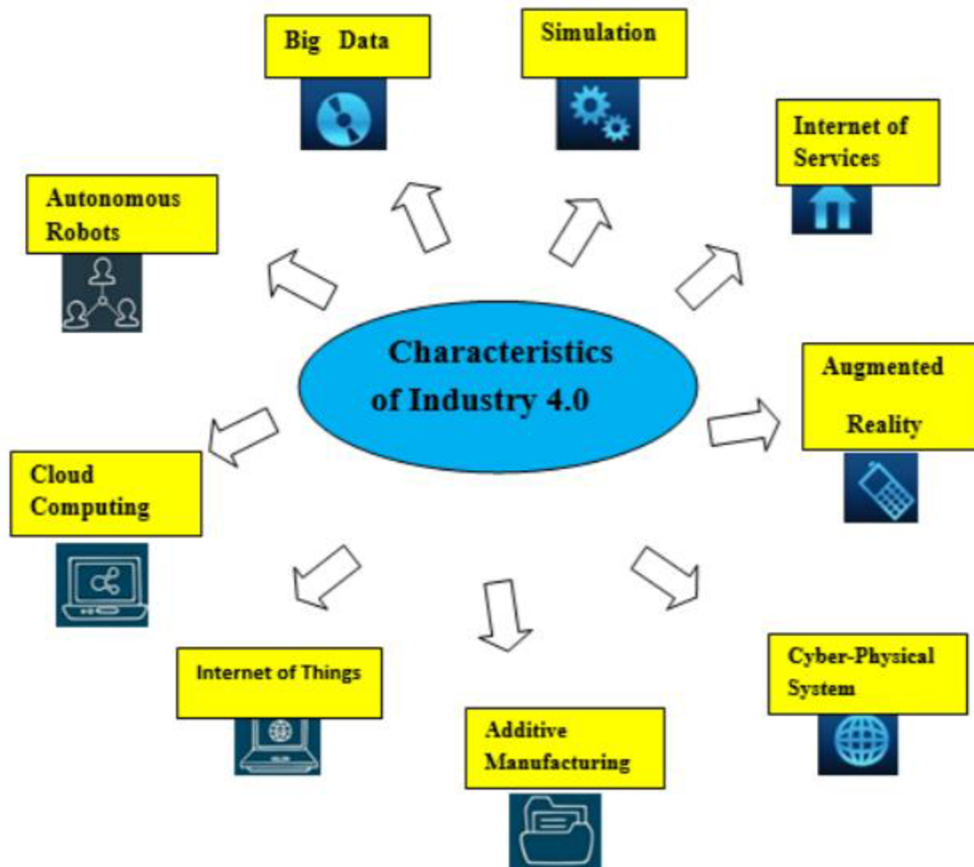 Big Data
Simulation
Internet of
Services
Autonomous
Robots
Characteristics
of Industry 4.0
Augmented
Reality
Cloud
Computing
Internet of Things
Cyber-Physical
System
Additive
Manufacturing